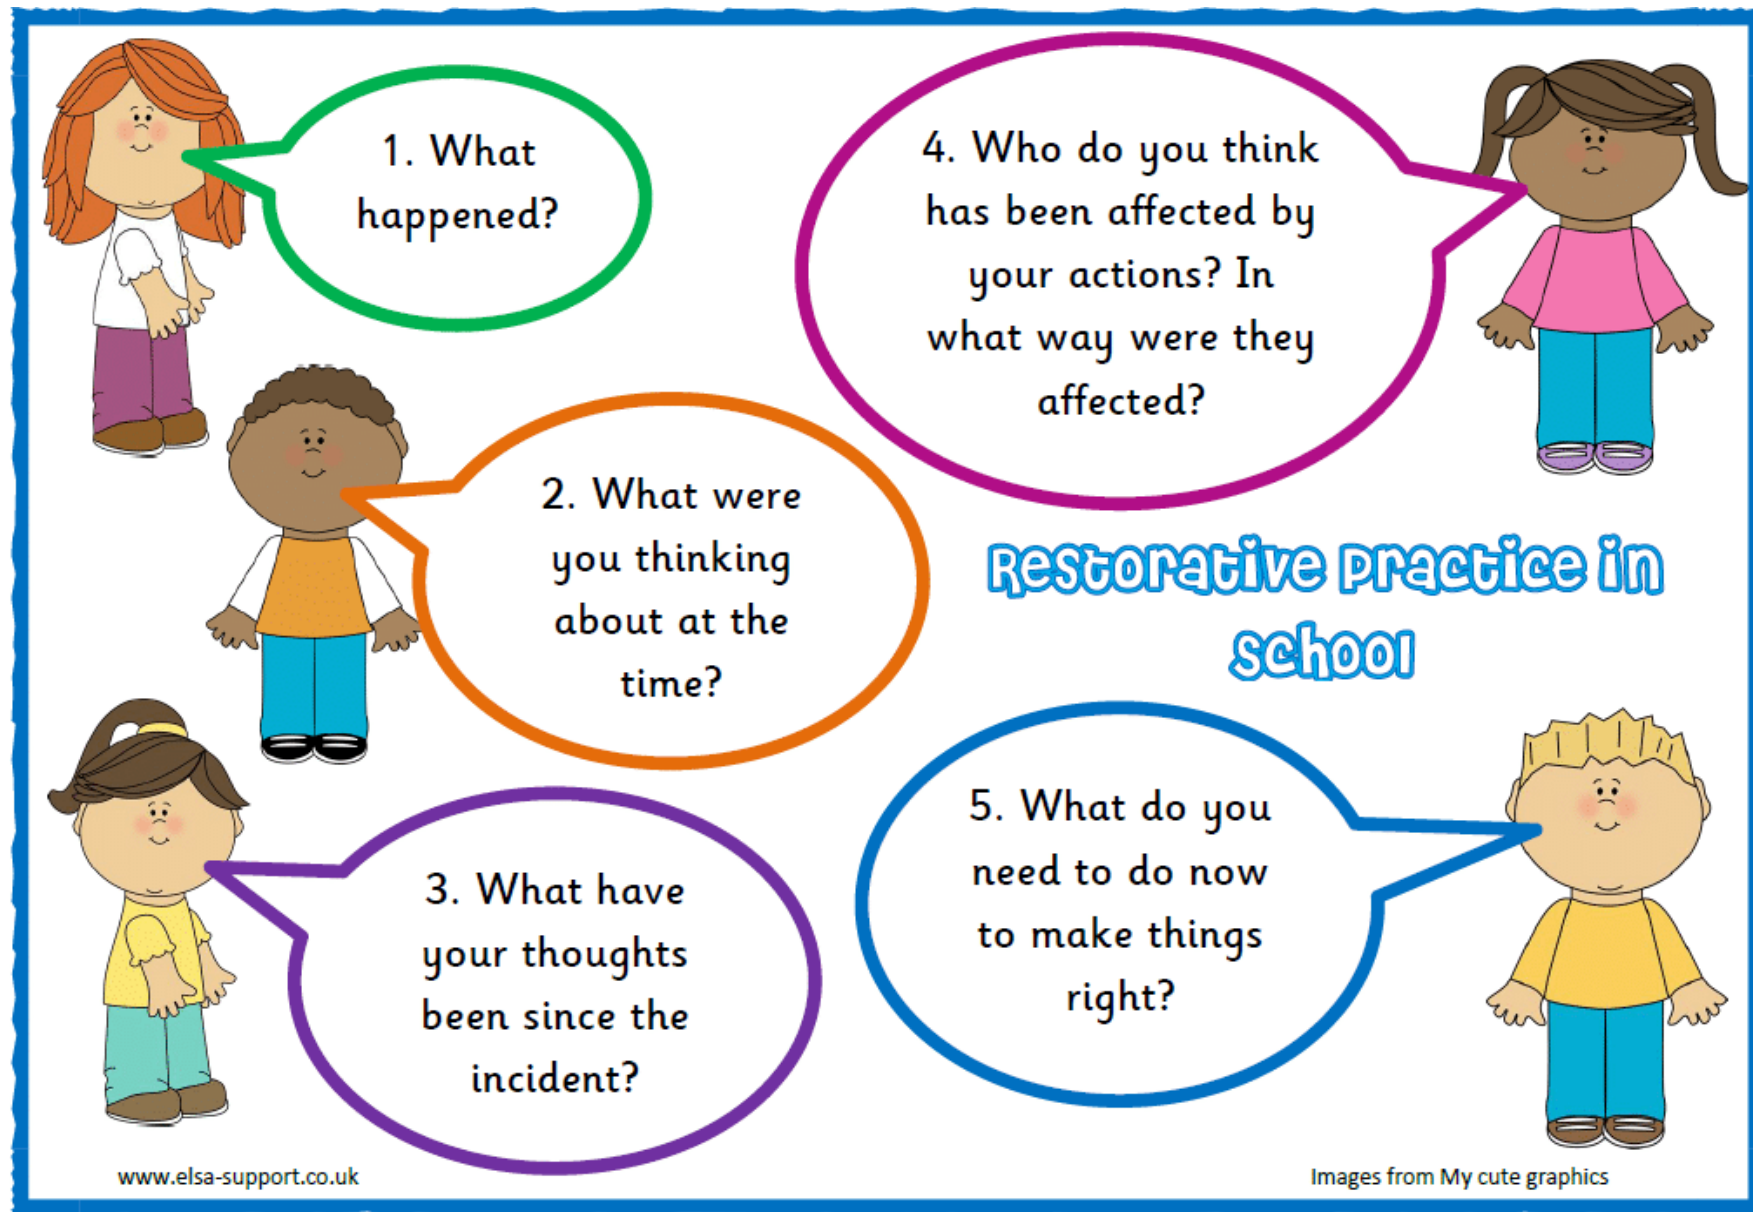 1. What
happened?
2. What were
you thinking
about at the
time?
3. What have
your thoughts
been since the
incident?
4. Who do you think
has been affected by
your actions? In
what way were they
affected?
Restorative practice in
school
5. What do you
need to do now
to make things
right?
www.elsa-support.co.uk
Images from My cute graphics